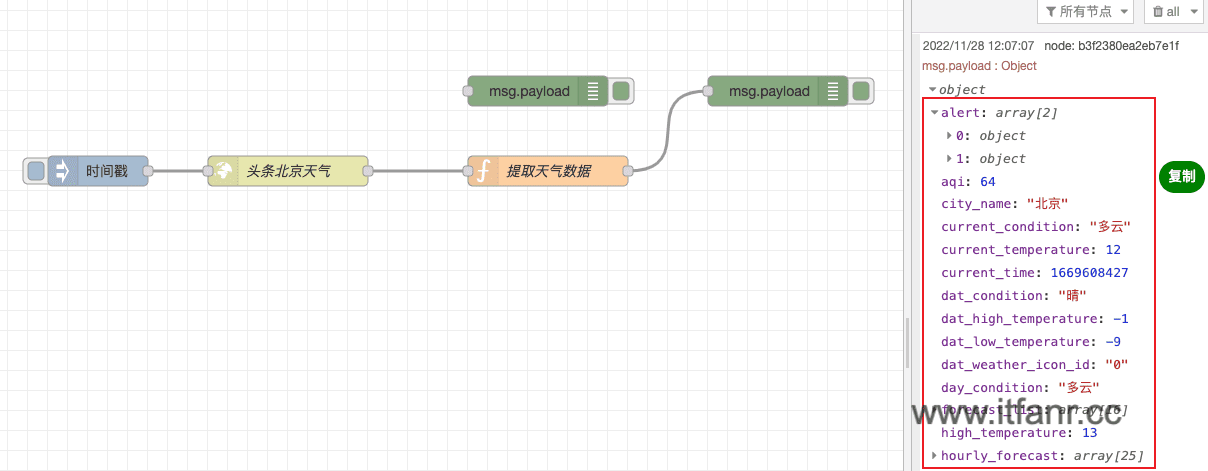 所有节点
all
2022/11/28 12:07:07 node: b3f2380ea2eb7e1f
msg.payload : Object
object
alert: array[2]
0: object
1: object
aqi: 64
city_name: "北京"
current_condition: "多云"
current_temperature: 12
current_time: 1669608427
dat_condition: "晴"
dat_high_temperature: -1
dat_low_temperature: -9
dat_weather_icon_id: "0"
day_condition: "多云"
forecast_list: array[16]
high_temperature: 13
hourly_forecast: array[25]
复制
msg.payload
msg.payload
时间戳
头条北京天气
提取天气数据
www.itfanr.cc